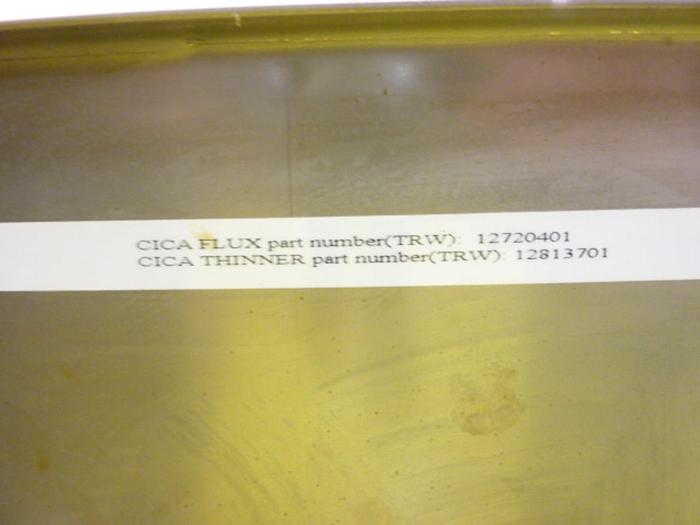 CICA FLUX part number(TRW): 12720401
CICA THINNER part number(TRW): 12813701